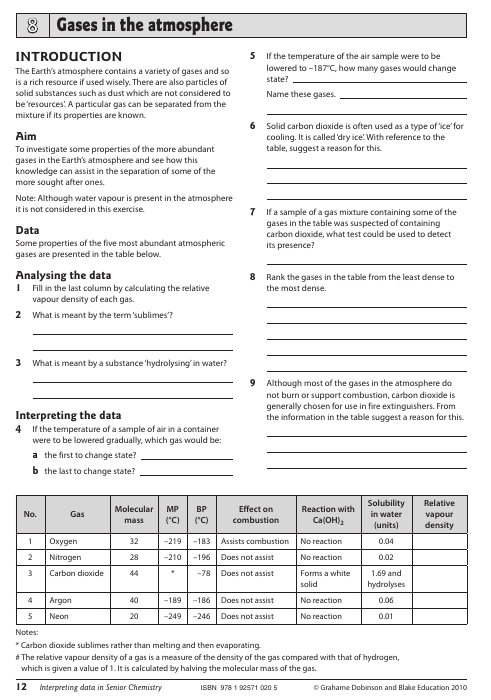 8 Gases in the atmosphere
INTRODUCTION
The Earth's atmosphere contains a variety of gases and so
is a rich resource if used wisely. There are also particles of
solid substances such as dust which are not considered to
be 'resources'. A particular gas can be separated from the
mixture if its properties are known.
Aim
To investigate some properties of the more abundant
gases in the Earth's atmosphere and see how this
knowledge can assist in the separation of some of the
more sought after ones.
Note: Although water vapour is present in the atmosphere
it is not considered in this exercise.
Data
Some properties of the five most abundant atmospheric
gases are presented in the table below.
Analysing the data
1 Fill in the last column by calculating the relative
vapour density of each gas.
2 What is meant by the term 'sublimes'?
3 What is meant by a substance 'hydrolysing' in water?
Interpreting the data
4 If the temperature of a sample of air in a container
were to be lowered gradually, which gas would be:
a the first to change state?
b the last to change state?
5 If the temperature of the air sample were to be
lowered to –187°C, how many gases would change
state?
Name these gases.
6 Solid carbon dioxide is often used as a type of 'ice' for
cooling. It is called 'dry ice'. With reference to the
table, suggest a reason for this.
7 If a sample of a gas mixture containing some of the
gases in the table was suspected of containing
carbon dioxide, what test could be used to detect
its presence?
8 Rank the gases in the table from the least dense to
the most dense.
9 Although most of the gases in the atmosphere do
not burn or support combustion, carbon dioxide is
generally chosen for use in fire extinguishers. From
the information in the table suggest a reason for this.
No. Gas Molecular mass MP (°C) BP (°C) Effect on combustion Reaction with Ca(OH)2 Solubility in water (units) Relative vapour density
1 Oxygen 32 –219 –183 Assists combustion No reaction 0.04
2 Nitrogen 28 –210 –196 Does not assist No reaction 0.02
3 Carbon dioxide 44 * –78 Does not assist Forms a white solid 1.69 and hydrolyses
4 Argon 40 –189 –186 Does not assist No reaction 0.06
5 Neon 20 –249 –246 Does not assist No reaction 0.01
Notes:
* Carbon dioxide sublimes rather than melting and then evaporating.
# The relative vapour density of a gas is a measure of the density of the gas compared with that of hydrogen,
which is given a value of 1. It is calculated by halving the molecular mass of the gas.
12 Interpreting data in Senior Chemistry ISBN 978 1 92571 020 5 © Grahame Dobinson and Blake Education 2010